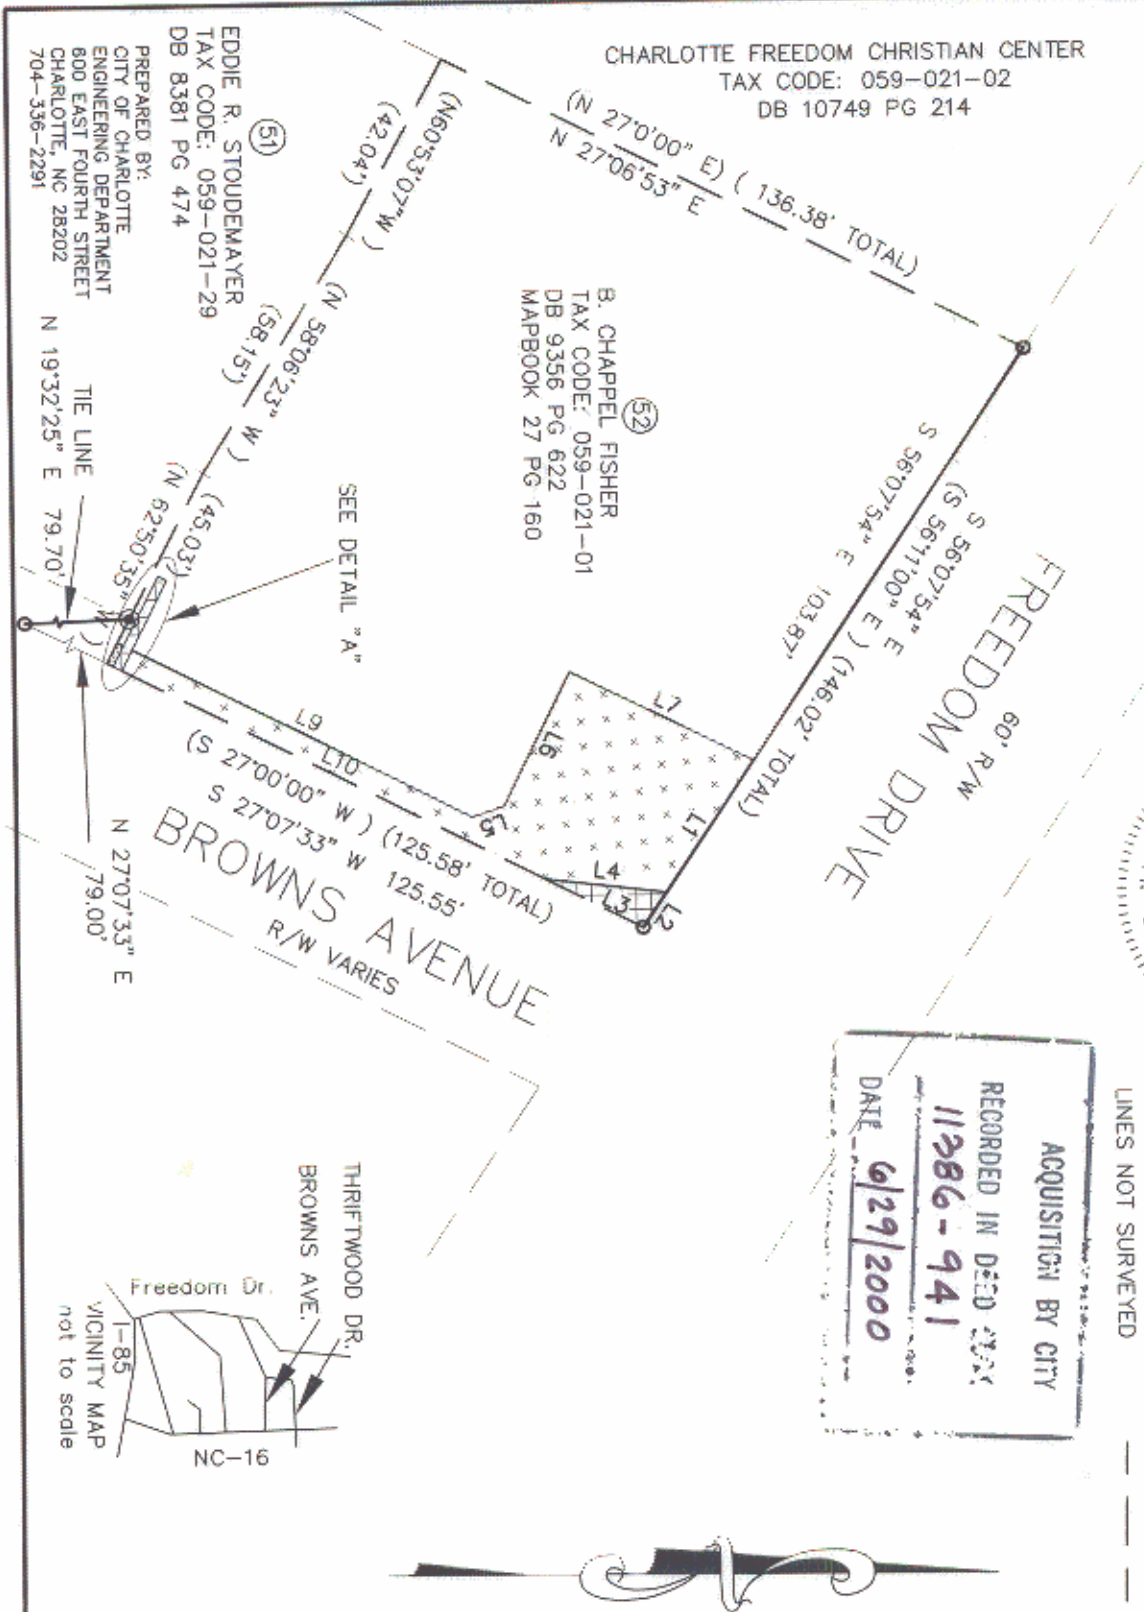 CHARLOTTE FREEDOM CHRISTIAN CENTER
TAX CODE: 059-021-02
DB 10749 PG 214
(N 27°0'00" E) ( 136.38' TOTAL)
N 27°06'53" E
51
EDDIE R. STOUDEMAYER
TAX CODE: 059-021-29
DB 8381 PG 474
PREPARED BY:
CITY OF CHARLOTTE
ENGINEERING DEPARTMENT
600 EAST FOURTH STREET
CHARLOTTE, NC 28202
704-336-2291
(N60°53'07"W )
(42.04')
(N 58°06'23" W )
(58.15')
(45.03')
(N 62°50'35" W )
TIE LINE
N 19°32'25" E 79.70'
SEE DETAIL "A"
52
B. CHAPPEL FISHER
TAX CODE: 059-021-01
DB 9356 PG 622
MAPBOOK 27 PG 160
S 56°07'54" E 103.87'
S 56°07'54" E
(S 56°11'00" E ) (146.02' TOTAL)
FREEDOM DRIVE
60' R/W
L1
L2
L3
L4
L5
L6
L7
L9
L10
(S 27°00'00" W ) (125.58' TOTAL)
S 27°07'33" W 125.55'
BROWNS AVENUE
R/W VARIES
N 27°07'33" E
79.00'
LINES NOT SURVEYED
ACQUISITION BY CITY
RECORDED IN DEED
11386-941
DATE 6/29/2000
THRIFTWOOD DR.
BROWNS AVE.
Freedom Dr.
I-85
NC-16
VICINITY MAP
not to scale